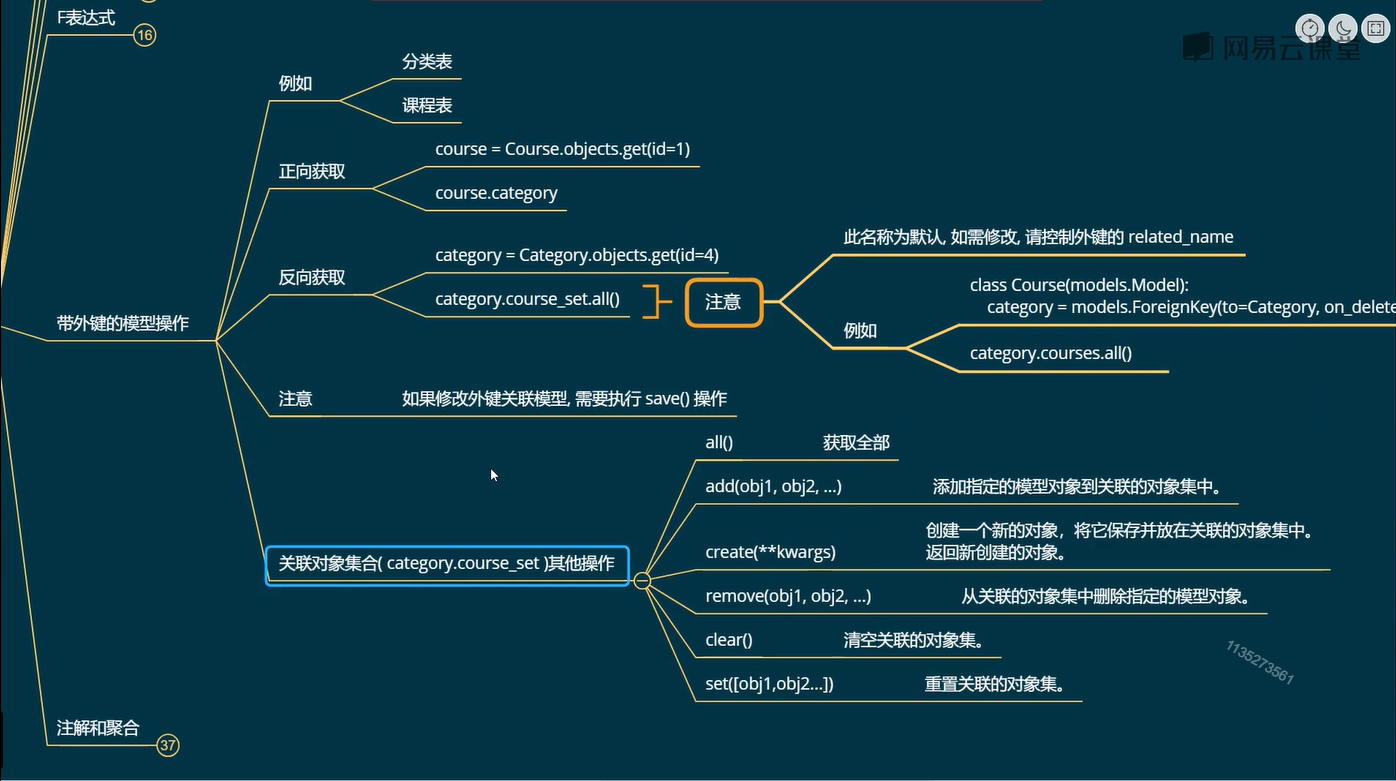 F表达式
16
网易云课堂
例如
分类表
课程表
正向获取
course = Course.objects.get(id=1)
course.category
反向获取
category = Category.objects.get(id=4)
category.course_set.all()
注意
此名称为默认, 如需修改, 请控制外键的 related_name
例如
class Course(models.Model):
category = models.ForeignKey(to=Category, on_delete
category.courses.all()
带外键的模型操作
注意
如果修改外键关联模型, 需要执行 save() 操作
关联对象集合( category.course_set )其他操作
all()
获取全部
add(obj1, obj2, ...)
添加指定的模型对象到关联的对象集中。
create(**kwargs)
创建一个新的对象，将它保存并放在关联的对象集中。
返回新创建的对象。
remove(obj1, obj2, ...)
从关联的对象集中删除指定的模型对象。
clear()
清空关联的对象集。
set([obj1,obj2...])
重置关联的对象集。
1135273561
注解和聚合
37